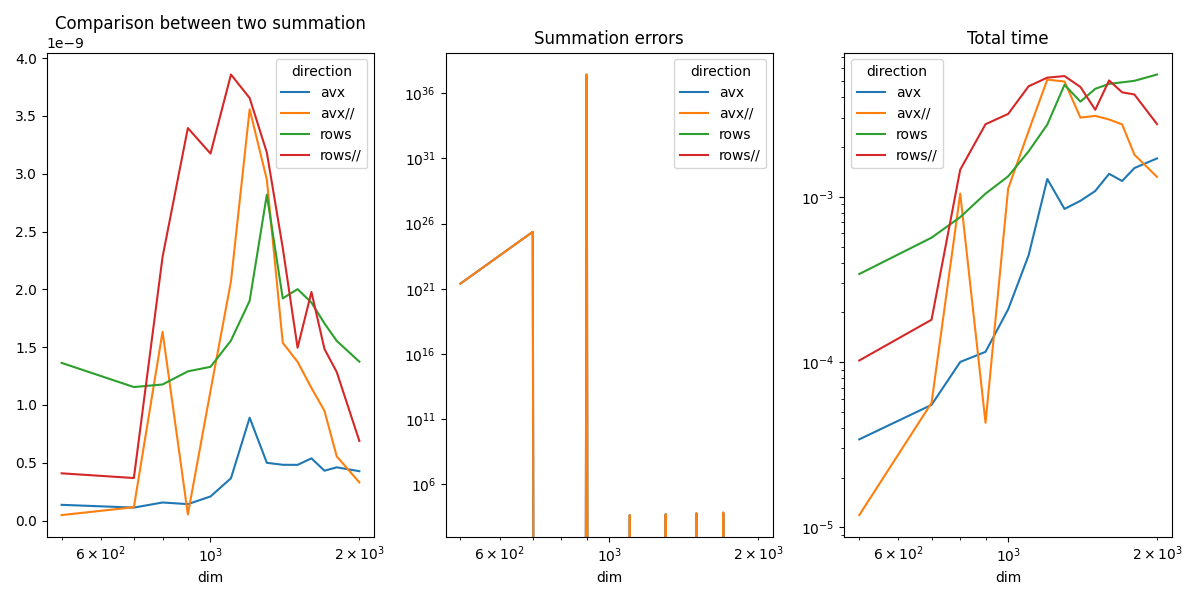 Comparison between two summation
1e−9
4.0
3.5
3.0
2.5
2.0
1.5
1.0
0.5
0.0
direction
avx
avx//
rows
rows//
6 × 10²
10³
2 × 10³
dim
Summation errors
10³⁶
10³¹
10²⁶
10²¹
10¹⁶
10¹¹
10⁶
direction
avx
avx//
rows
rows//
6 × 10²
10³
2 × 10³
dim
Total time
10⁻³
10⁻⁴
10⁻⁵
direction
avx
avx//
rows
rows//
6 × 10²
10³
2 × 10³
dim